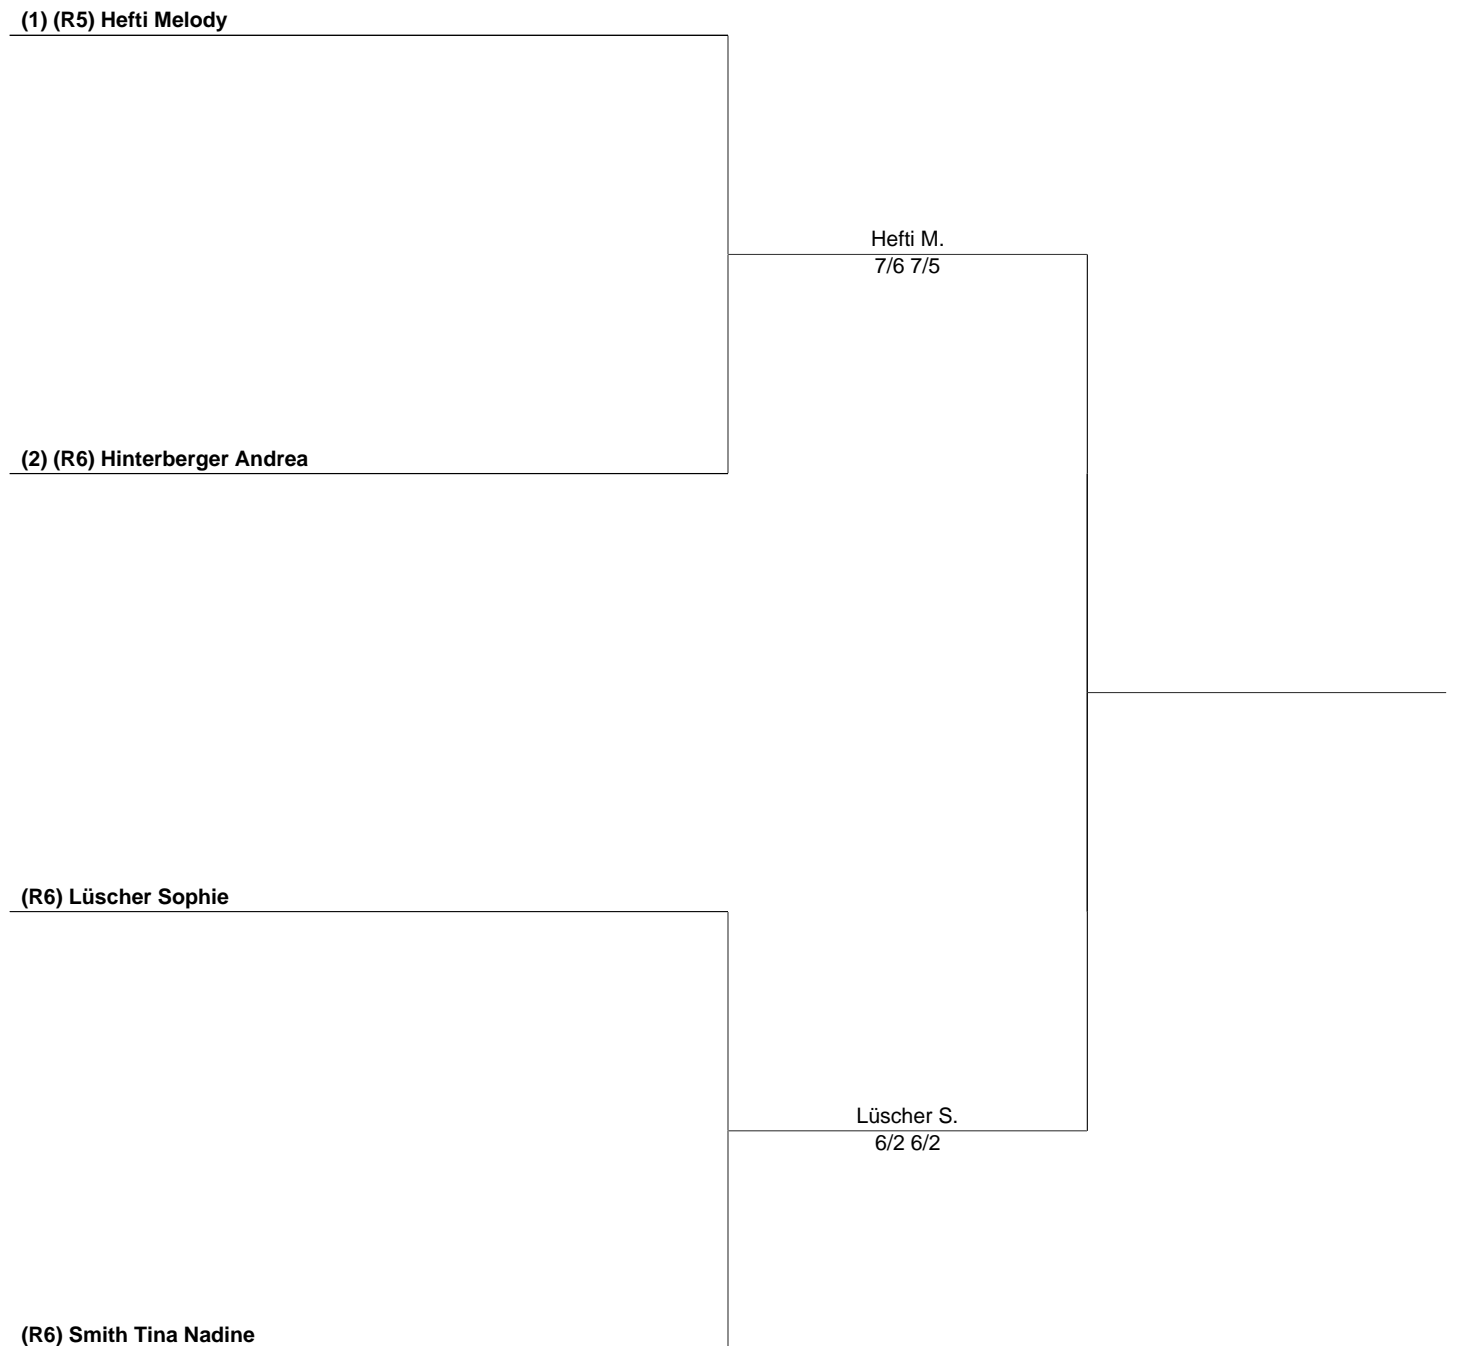 (1) (R5) Hefti Melody
Hefti M.
7/6 7/5
(2) (R6) Hinterberger Andrea
(R6) Lüscher Sophie
Lüscher S.
6/2 6/2
(R6) Smith Tina Nadine